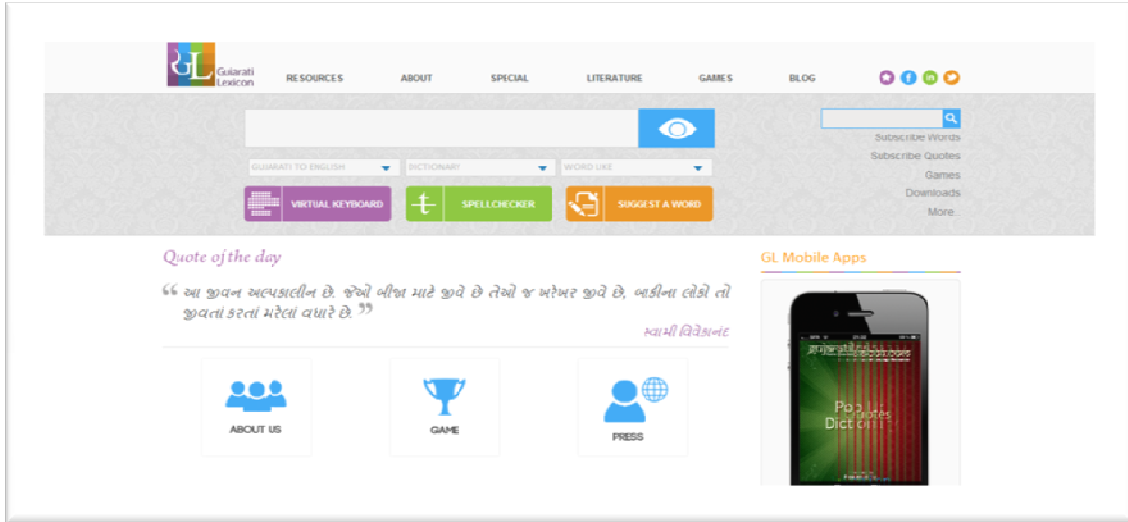 GL Gujarati
Lexicon
RESOURCES ABOUT SPECIAL LITERATURE GAMES BLOG
GUJARATI TO ENGLISH DICTIONARY WORD LIKE
VIRTUAL KEYBOARD SPELLCHECKER SUGGEST A WORD
Subscribe Words
Subscribe Quotes
Games
Downloads
More..
Quote of the day
“ આ જીવન અલ્પકાલીન છે. જેઓ બીજા માટે જીવે છે તેઓ જ ખરેખર જીવે છે, બાકીના લોકો તો
જીવતાં કરતાં મરેલાં વધારે છે. ”
સ્વામી વિવેકાનંદ
ABOUT US GAME PRESS
GL Mobile Apps